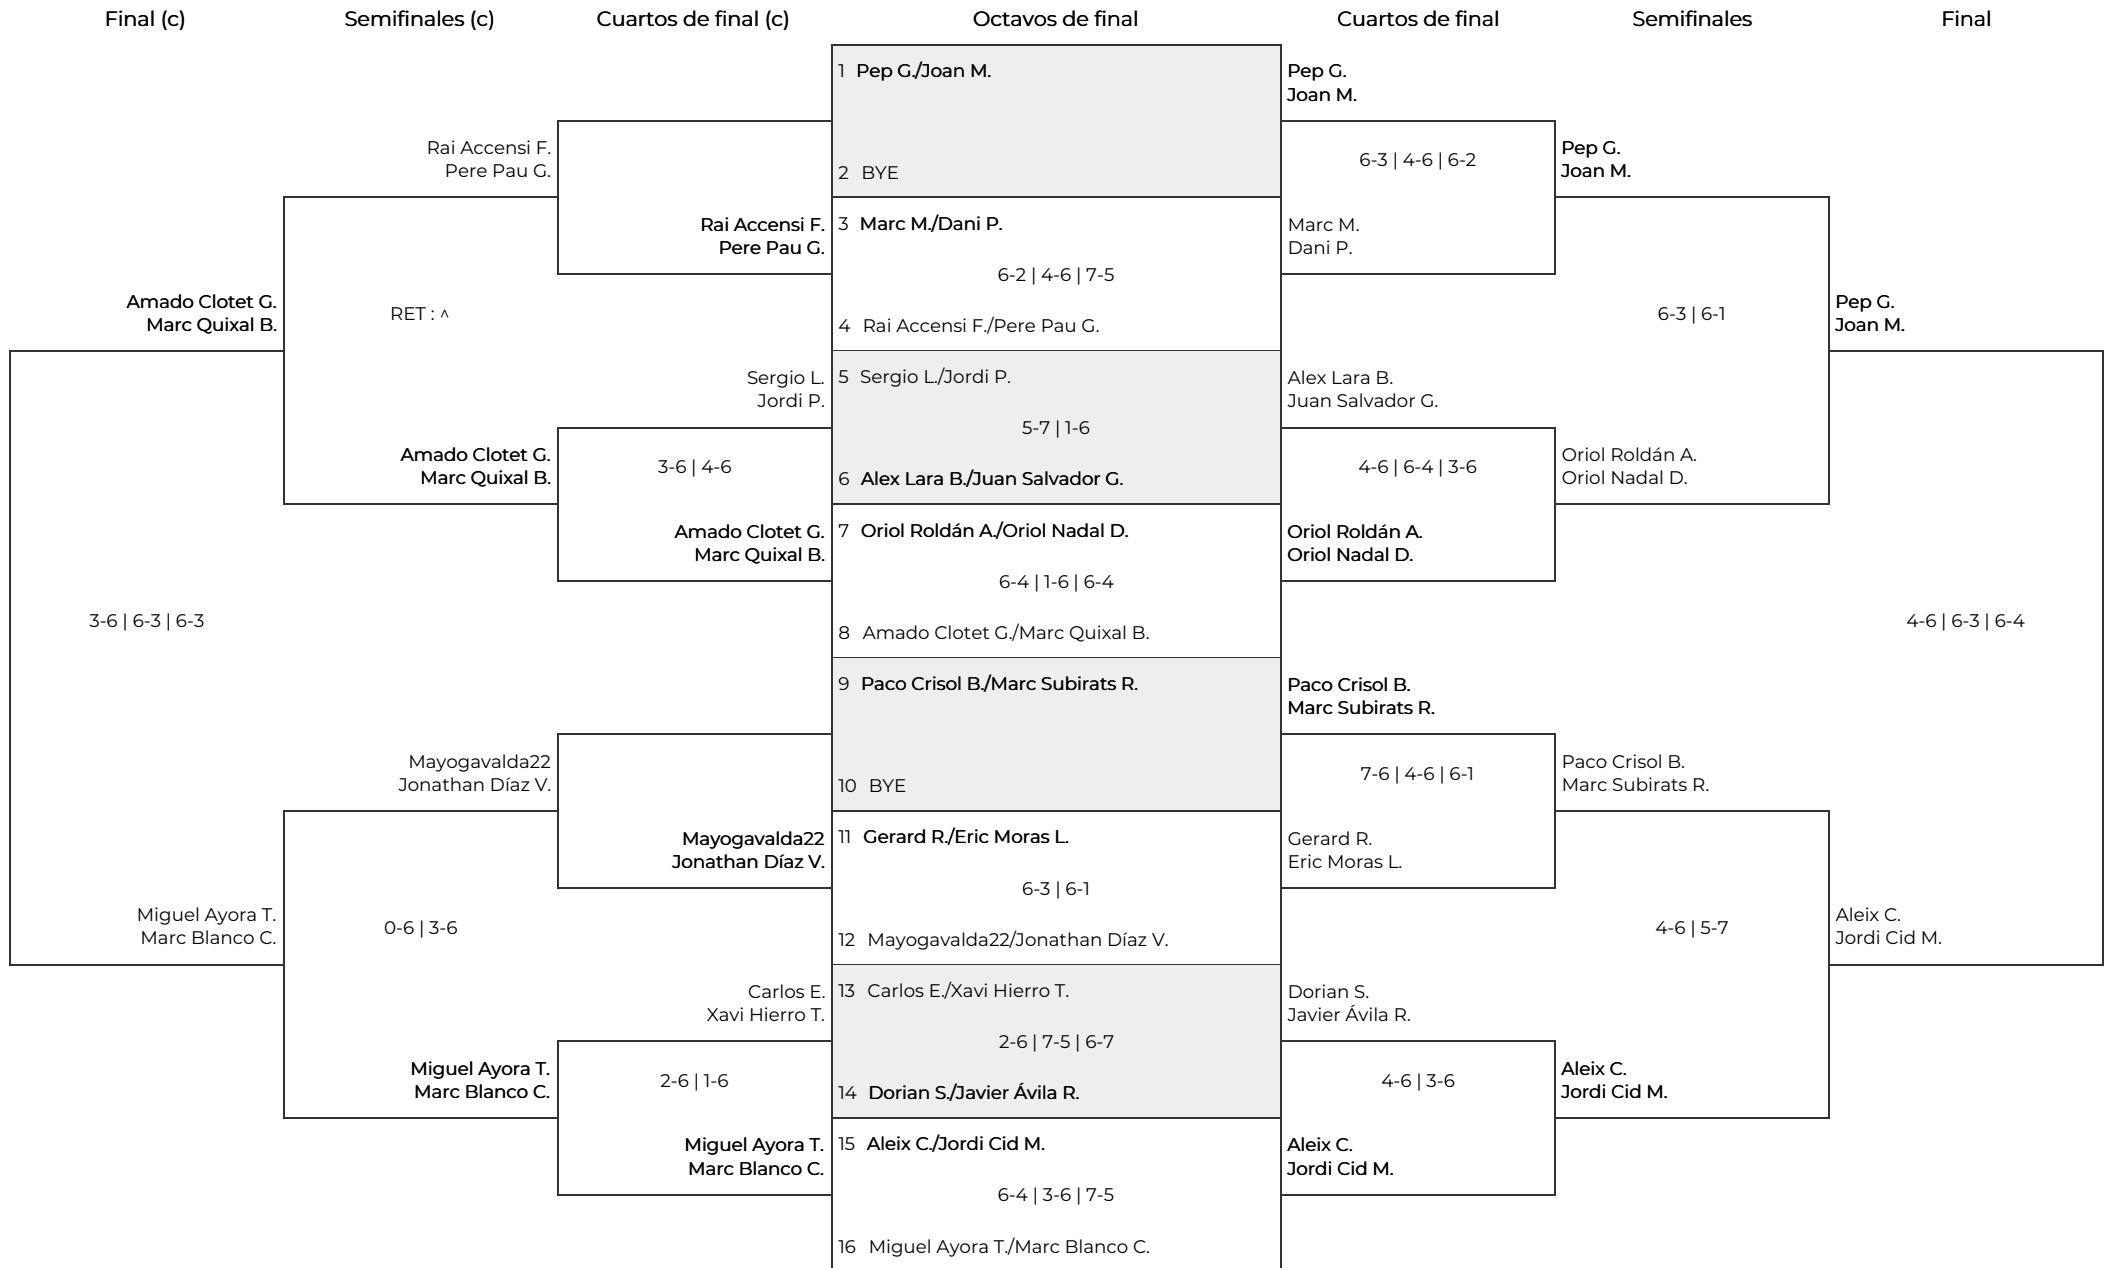 Final (c)
Semifinales (c)
Cuartos de final (c)
Octavos de final
Cuartos de final
Semifinales
Final
Amado Clotet G.
Marc Quixal B.
3-6 | 6-3 | 6-3
Miguel Ayora T.
Marc Blanco C.
Rai Accensi F.
Pere Pau G.
RET : ^
Amado Clotet G.
Marc Quixal B.
Mayogavalda22
Jonathan Díaz V.
0-6 | 3-6
Miguel Ayora T.
Marc Blanco C.
Rai Accensi F.
Pere Pau G.
Sergio L.
Jordi P.
3-6 | 4-6
Amado Clotet G.
Marc Quixal B.
Mayogavalda22
Jonathan Díaz V.
Carlos E.
Xavi Hierro T.
2-6 | 1-6
Miguel Ayora T.
Marc Blanco C.
1 Pep G./Joan M.
2 BYE
3 Marc M./Dani P.
6-2 | 4-6 | 7-5
4 Rai Accensi F./Pere Pau G.
5 Sergio L./Jordi P.
5-7 | 1-6
6 Alex Lara B./Juan Salvador G.
7 Oriol Roldán A./Oriol Nadal D.
6-4 | 1-6 | 6-4
8 Amado Clotet G./Marc Quixal B.
9 Paco Crisol B./Marc Subirats R.
10 BYE
11 Gerard R./Eric Moras L.
6-3 | 6-1
12 Mayogavalda22/Jonathan Díaz V.
13 Carlos E./Xavi Hierro T.
2-6 | 7-5 | 6-7
14 Dorian S./Javier Ávila R.
15 Aleix C./Jordi Cid M.
6-4 | 3-6 | 7-5
16 Miguel Ayora T./Marc Blanco C.
Pep G.
Joan M.
6-3 | 4-6 | 6-2
Marc M.
Dani P.
Alex Lara B.
Juan Salvador G.
4-6 | 6-4 | 3-6
Oriol Roldán A.
Oriol Nadal D.
Paco Crisol B.
Marc Subirats R.
7-6 | 4-6 | 6-1
Gerard R.
Eric Moras L.
Dorian S.
Javier Ávila R.
4-6 | 3-6
Aleix C.
Jordi Cid M.
Pep G.
Joan M.
6-3 | 6-1
Oriol Roldán A.
Oriol Nadal D.
Paco Crisol B.
Marc Subirats R.
4-6 | 5-7
Aleix C.
Jordi Cid M.
Pep G.
Joan M.
4-6 | 6-3 | 6-4
Aleix C.
Jordi Cid M.